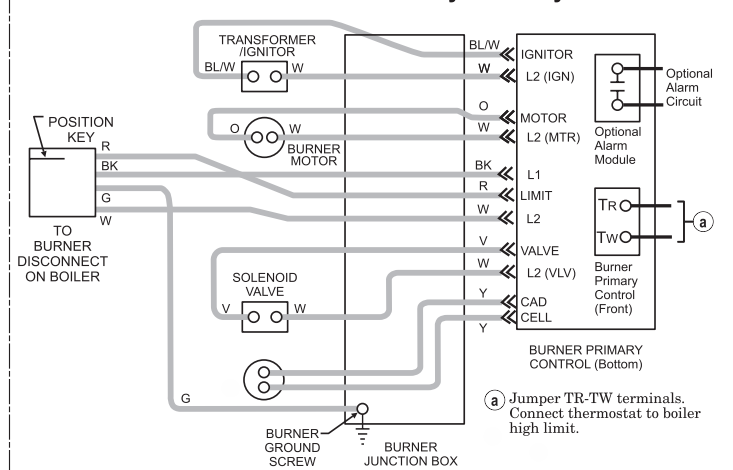 TRANSFORMER
/IGNITOR
BL/W
W
BL/W
IGNITOR
W
L2 (IGN)
O
W
BURNER
MOTOR
O
MOTOR
W
L2 (MTR)
Optional
Alarm
Circuit
Optional
Alarm
Module
POSITION
KEY
R
BK
G
W
TO
BURNER
DISCONNECT
ON BOILER
BK
L1
R
LIMIT
W
L2
V
VALVE
W
L2 (VLV)
Y
CAD
CELL
Y
TR
TW
a
Burner
Primary
Control
(Front)
SOLENOID
VALVE
V
W
G
BURNER
GROUND
SCREW
BURNER
JUNCTION BOX
BURNER PRIMARY
CONTROL (Bottom)
a Jumper TR-TW terminals.
Connect thermostat to boiler
high limit.